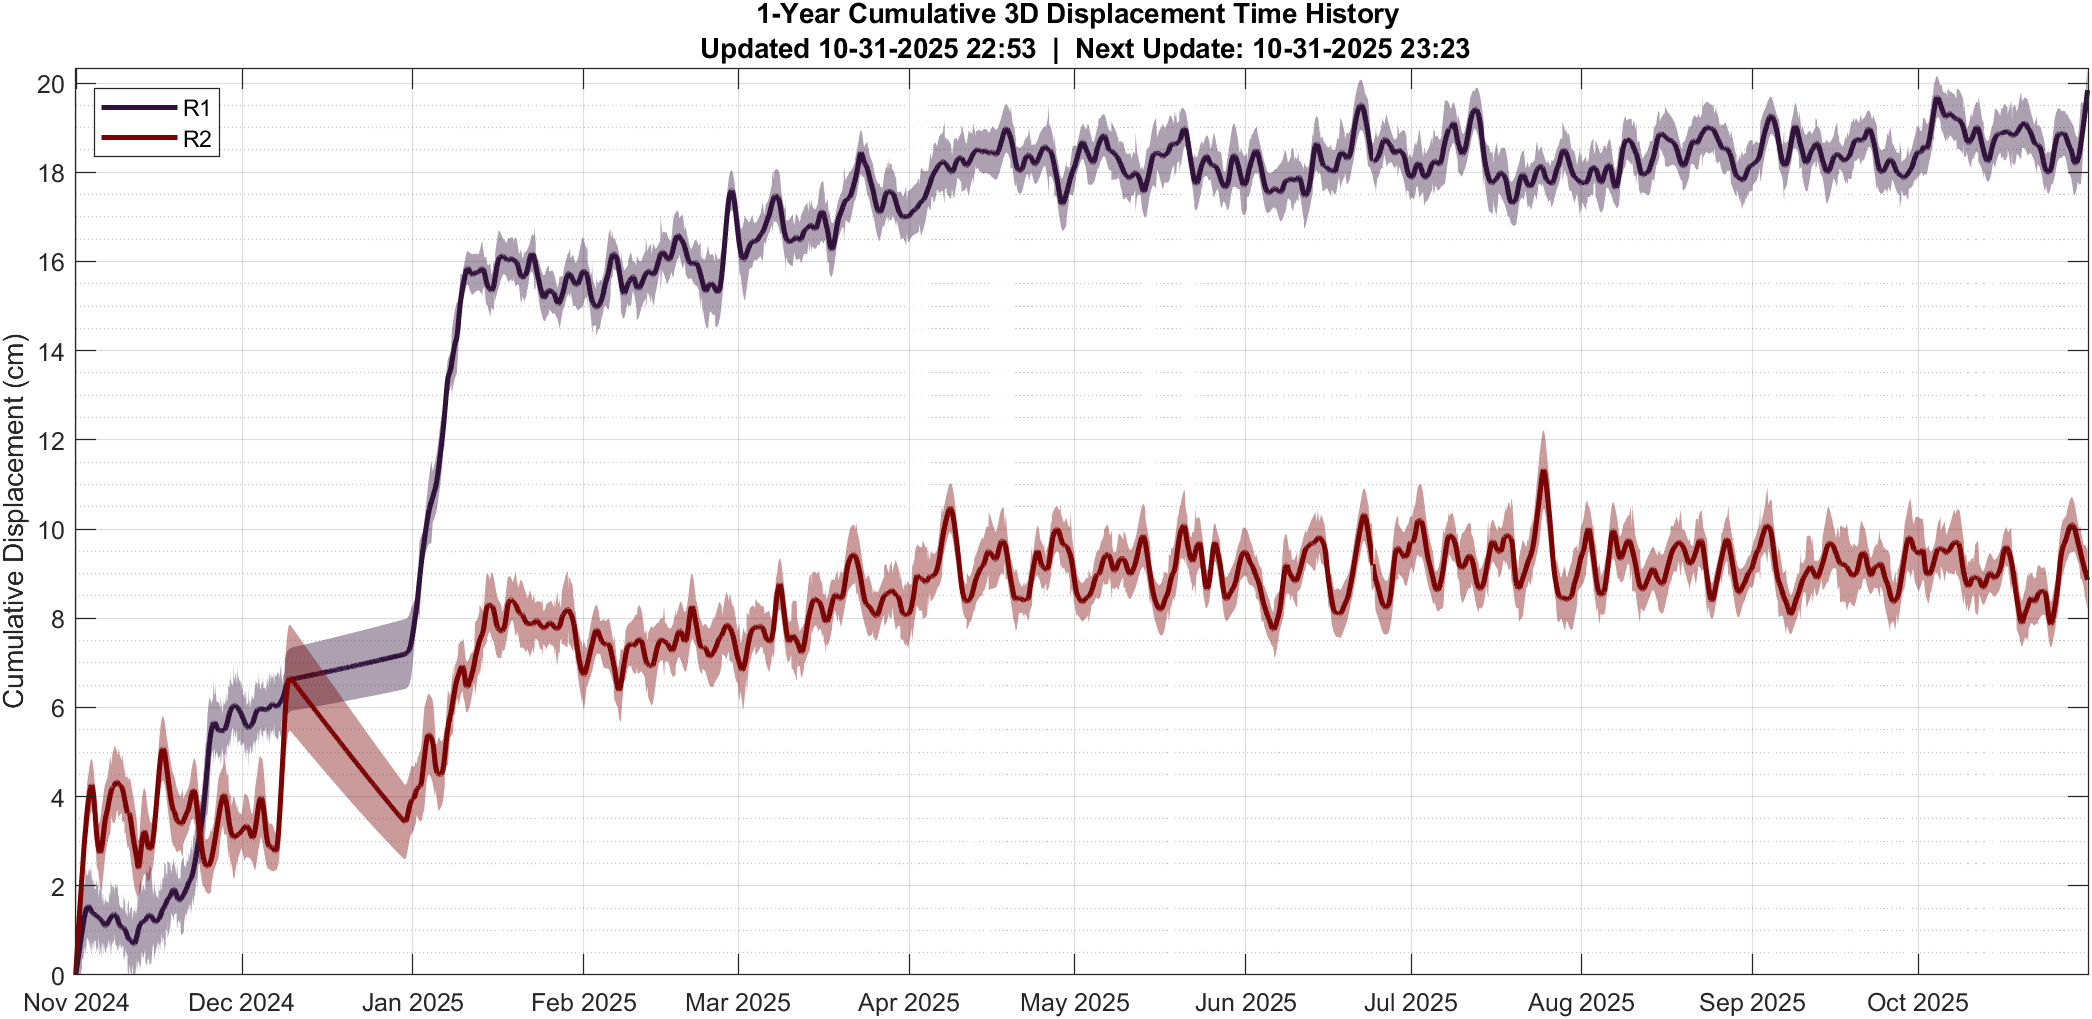 1-Year Cumulative 3D Displacement Time History
Updated 10-31-2025 22:53 | Next Update: 10-31-2025 23:23
R1
R2
Cumulative Displacement (cm)
20
18
16
14
12
10
8
6
4
2
0
Nov 2024 Dec 2024 Jan 2025 Feb 2025 Mar 2025 Apr 2025 May 2025 Jun 2025 Jul 2025 Aug 2025 Sep 2025 Oct 2025